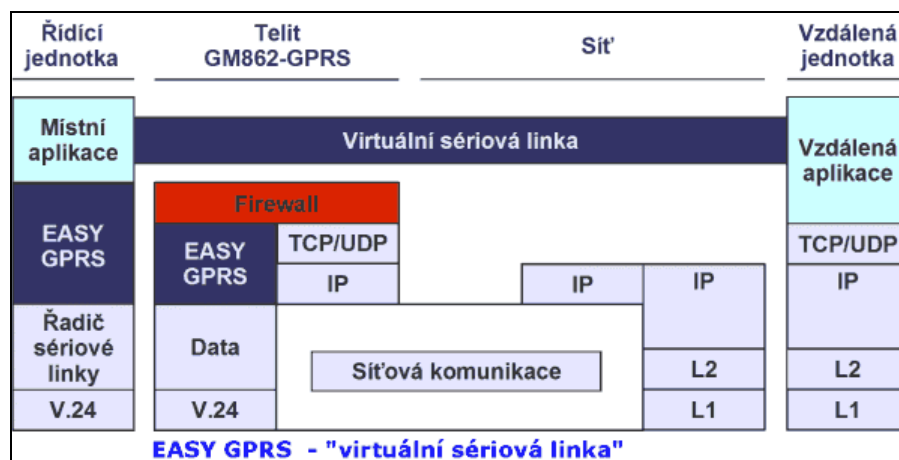 Řídící
jednotka
Telit
GM862-GPRS
Síť
Vzdálená
jednotka
Místní
aplikace
Virtuální sériová linka
Vzdálená
aplikace
Firewall
EASY
GPRS
EASY
GPRS
TCP/UDP
TCP/UDP
IP
IP
IP
IP
Řadič
sériové
linky
Data
Síťová komunikace
L2
L2
V.24
V.24
L1
L1
EASY GPRS - "virtuální sériová linka"